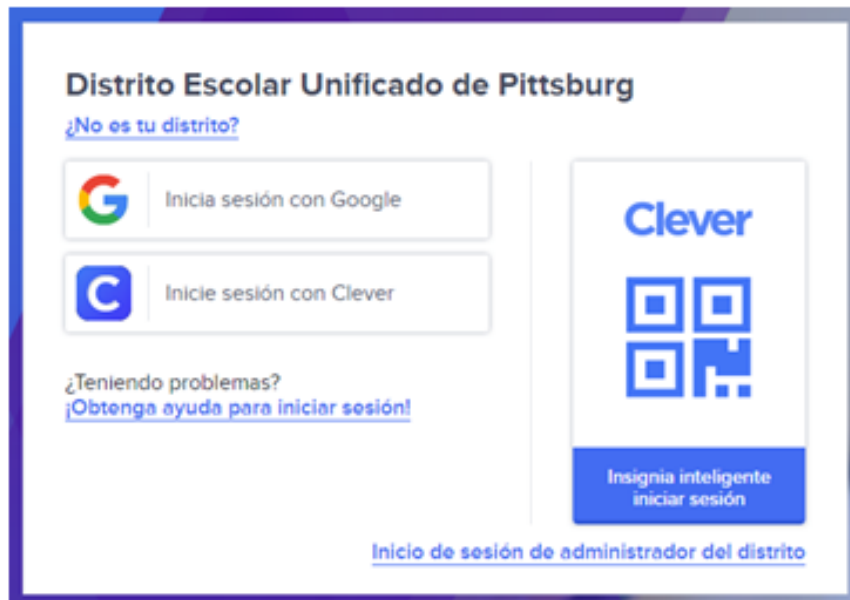 Distrito Escolar Unificado de Pittsburg
¿No es tu distrito?
Inicia sesión con Google
Inicie sesión con Clever
¿Teniendo problemas?
¡Obtenga ayuda para iniciar sesión!
Clever
Insignia inteligente
iniciar sesión
Inicio de sesión de administrador del distrito